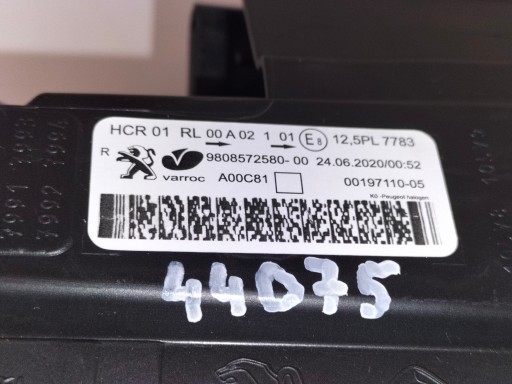 HCR 01 RL 00 A 02 1 01 E8 12,5PL 7783
R 9808572580-00 24.06.2020/00:52
varroc A00C81 00197110-05
K0 -Peugeot halogen
44D75